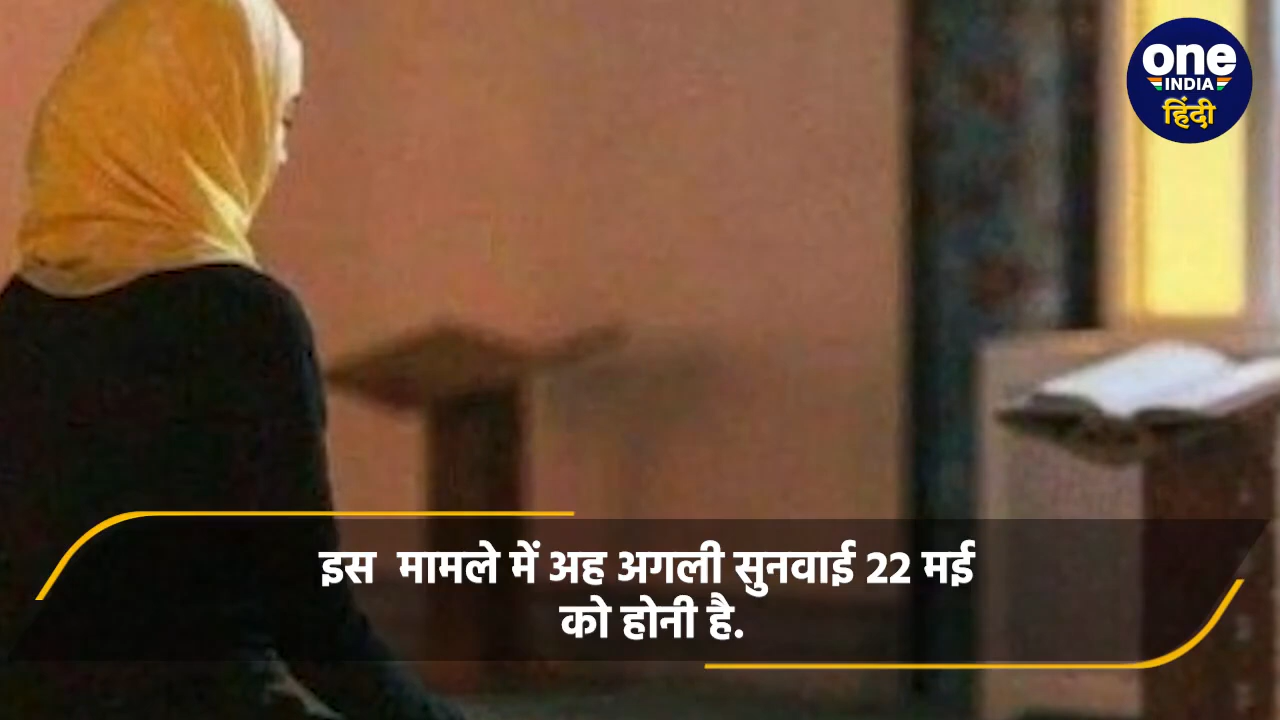 one
INDIA
हिंदी
इस मामले में अह अगली सुनवाई 22 मई
को होनी है.